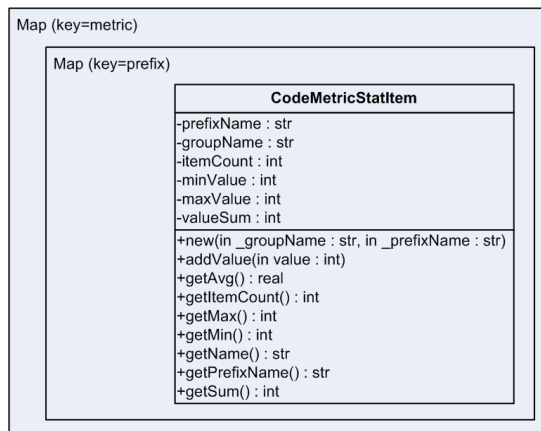 Map (key=metric)
Map (key=prefix)
CodeMetricStatItem
-prefixName : str
-groupName : str
-itemCount : int
-minValue : int
-maxValue : int
-valueSum : int
+new(in _groupName : str, in _prefixName : str)
+addValue(in value : int)
+getAvg() : real
+getItemCount() : int
+getMax() : int
+getMin() : int
+getName() : str
+getPrefixName() : str
+getSum() : int